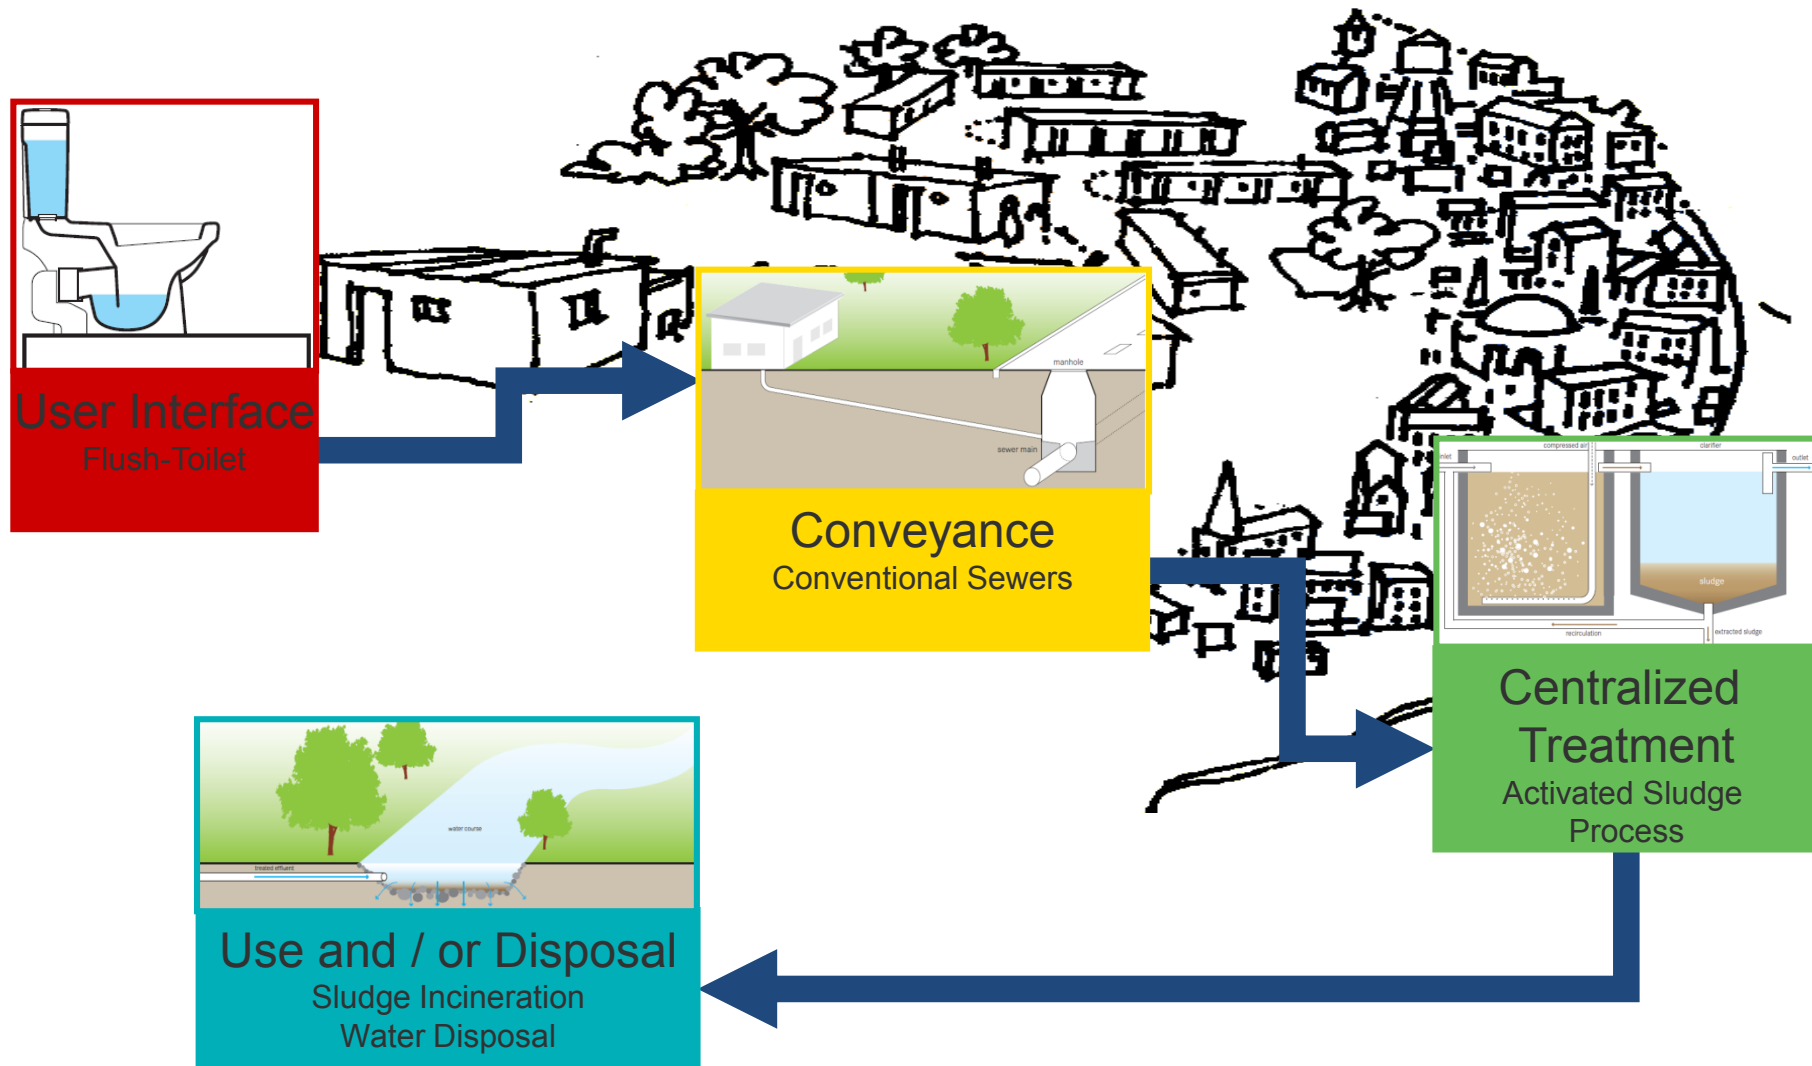 User Interface
Flush-Toilet
manhole
sewer main
Conveyance
Conventional Sewers
compressed air
clarifier
inlet
outlet
sludge
recirculation
extracted sludge
Centralized
Treatment
Activated Sludge
Process
water course
treated effluent
Use and / or Disposal
Sludge Incineration
Water Disposal